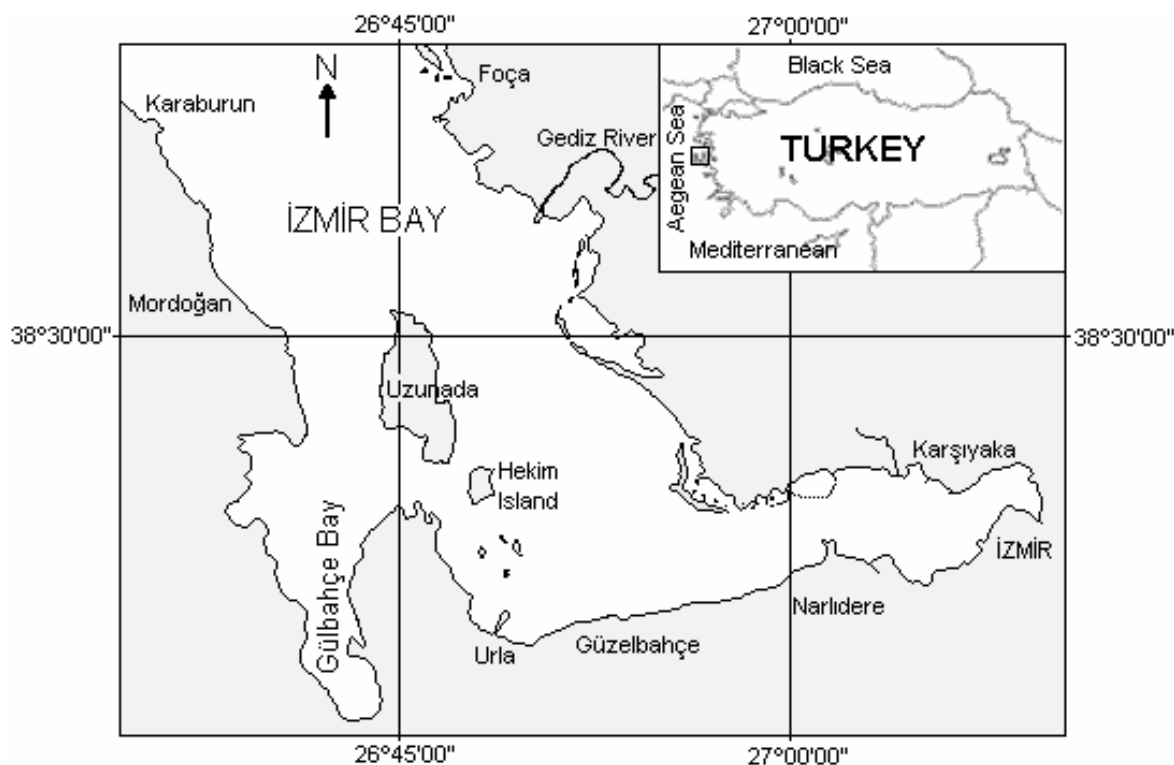 26°45'00"
27°00'00"
N
Foça
Black Sea
Karaburun
Gediz River
Aegean Sea
TURKEY
İZMİR BAY
Mediterranean
Mordoğan
38°30'00"
38°30'00"
Uzunada
Hekim
Island
Karşıyaka
Gülbahçe Bay
İZMİR
Narlıdere
Güzelbahçe
Urla
26°45'00"
27°00'00"